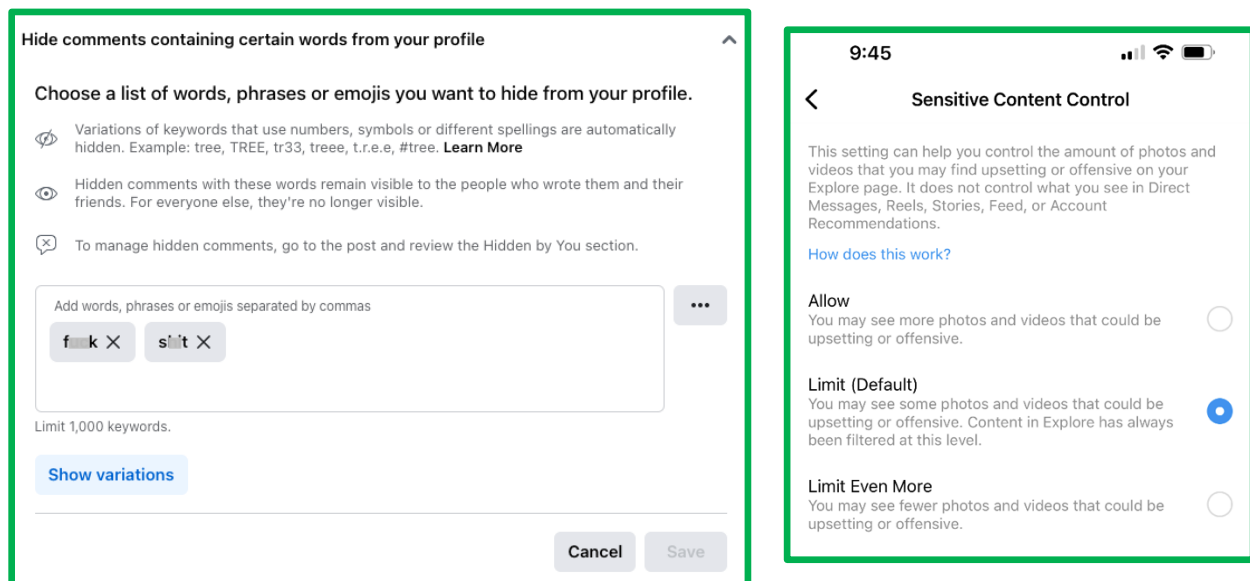 Hide comments containing certain words from your profile
Choose a list of words, phrases or emojis you want to hide from your profile.
Variations of keywords that use numbers, symbols or different spellings are automatically
hidden. Example: tree, TREE, tr33, treee, t.r.e.e, #tree. Learn More
Hidden comments with these words remain visible to the people who wrote them and their
friends. For everyone else, they're no longer visible.
To manage hidden comments, go to the post and review the Hidden by You section.
Add words, phrases or emojis separated by commas
Limit 1,000 keywords.
Show variations
Cancel
Save
9:45
Sensitive Content Control
This setting can help you control the amount of photos and
videos that you may find upsetting or offensive on your
Explore page. It does not control what you see in Direct
Messages, Reels, Stories, Feed, or Account
Recommendations.
How does this work?
Allow
You may see more photos and videos that could be
upsetting or offensive.
Limit (Default)
You may see some photos and videos that could be
upsetting or offensive. Content in Explore has always
been filtered at this level.
Limit Even More
You may see fewer photos and videos that could be
upsetting or offensive.